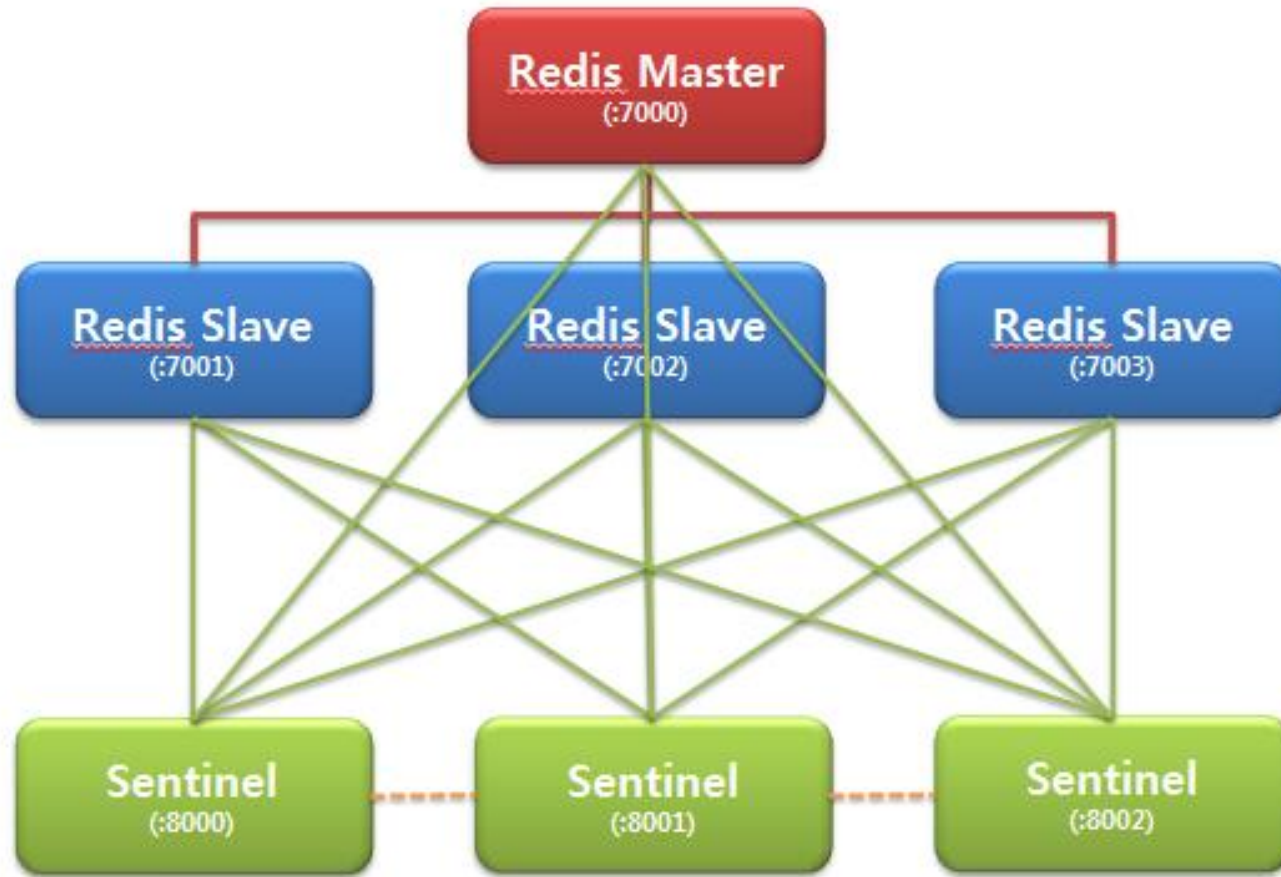 Redis Master
(:7000)
Redis Slave
(:7001)
Redis Slave
(:7002)
Redis Slave
(:7003)
Sentinel
(:8000)
Sentinel
(:8001)
Sentinel
(:8002)